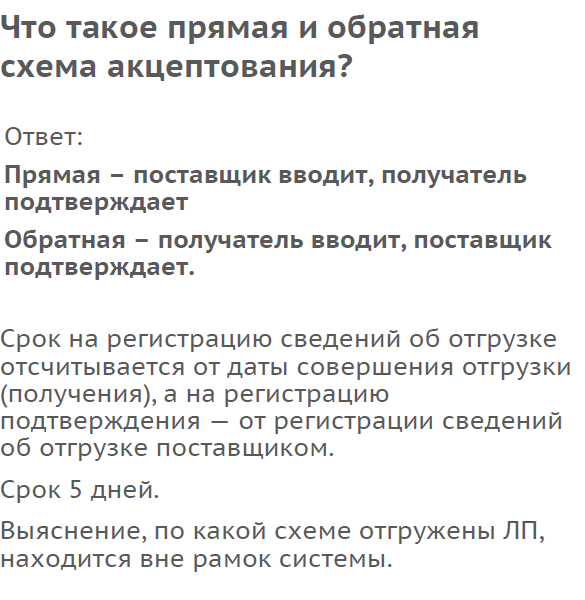 Что такое прямая и обратная
схема акцептования?
Ответ:
Прямая – поставщик вводит, получатель
подтверждает
Обратная – получатель вводит, поставщик
подтверждает.
Срок на регистрацию сведений об отгрузке
отсчитывается от даты совершения отгрузки
(получения), а на регистрацию
подтверждения — от регистрации сведений
об отгрузке поставщиком.
Срок 5 дней.
Выяснение, по какой схеме отгружены ЛП,
находится вне рамок системы.